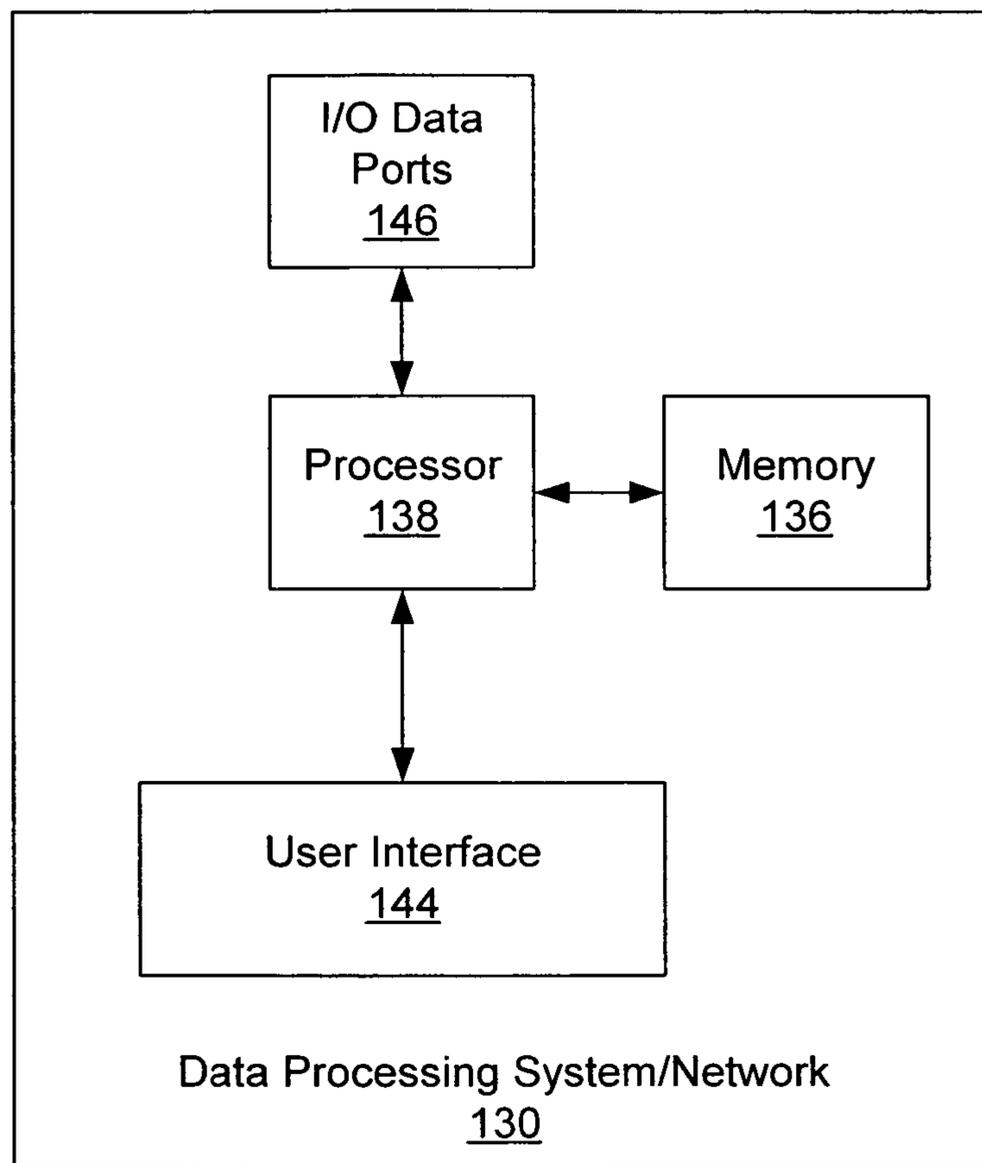 I/O Data
Ports
146
Processor
138
Memory
136
User Interface
144
Data Processing System/Network
130